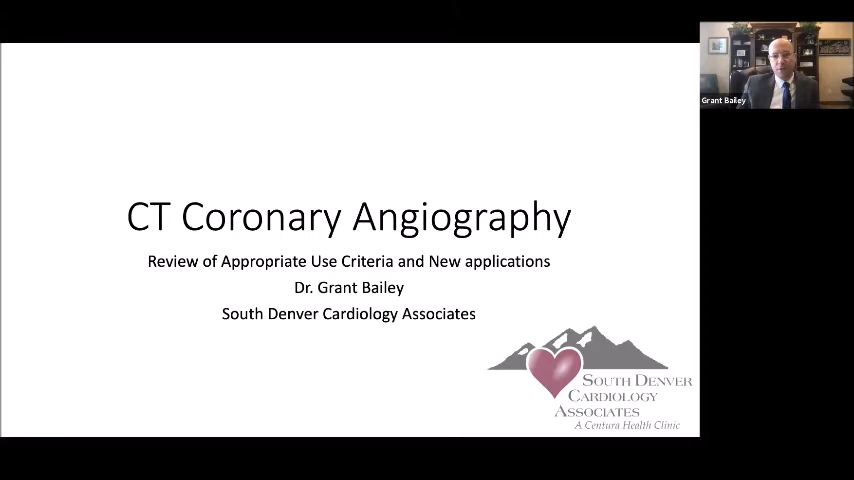 CT Coronary Angiography
Review of Appropriate Use Criteria and New applications
Dr. Grant Bailey
South Denver Cardiology Associates
SOUTH DENVER
CARDIOLOGY
ASSOCIATES
A Centura Health Clinic
Grant Bailey